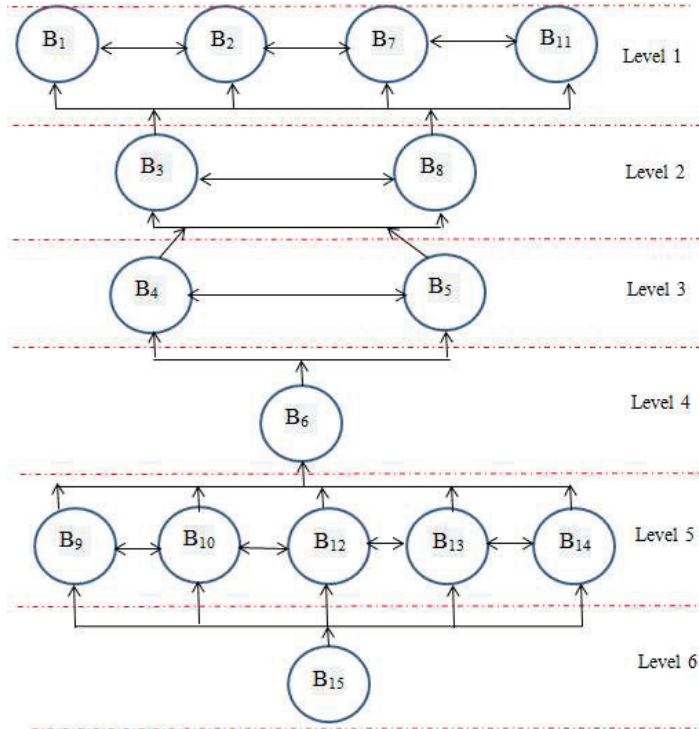 B₁ B₂ B₇ B₁₁ Level 1
B₃ B₈ Level 2
B₄ B₅ Level 3
B₆ Level 4
B₉ B₁₀ B₁₂ B₁₃ B₁₄ Level 5
B₁₅ Level 6